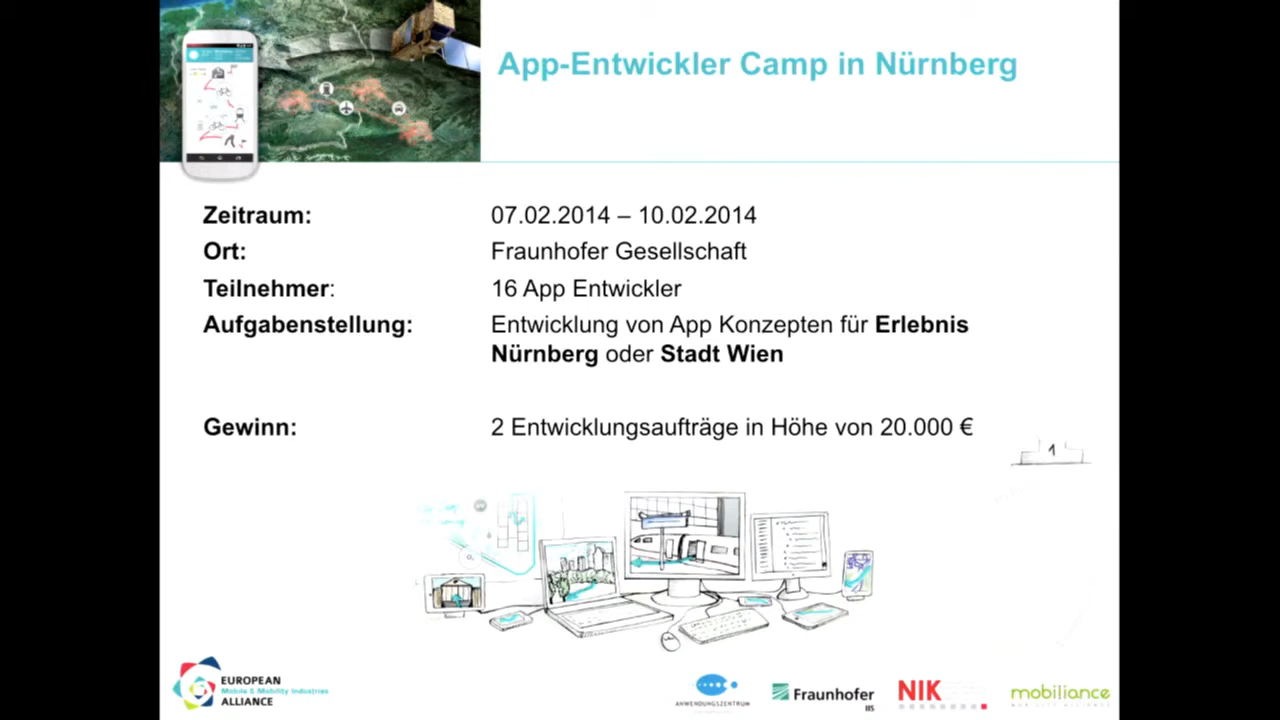 App-Entwickler Camp in Nürnberg
Zeitraum: 07.02.2014 – 10.02.2014
Ort: Fraunhofer Gesellschaft
Teilnehmer: 16 App Entwickler
Aufgabenstellung: Entwicklung von App Konzepten für Erlebnis
Nürnberg oder Stadt Wien
Gewinn: 2 Entwicklungsaufträge in Höhe von 20.000 €
1
EUROPEAN
Mobile & Mobility Industries
ALLIANCE
ANWENDUNGSZENTRUM
Fraunhofer
IIS
NIK
mobiliance